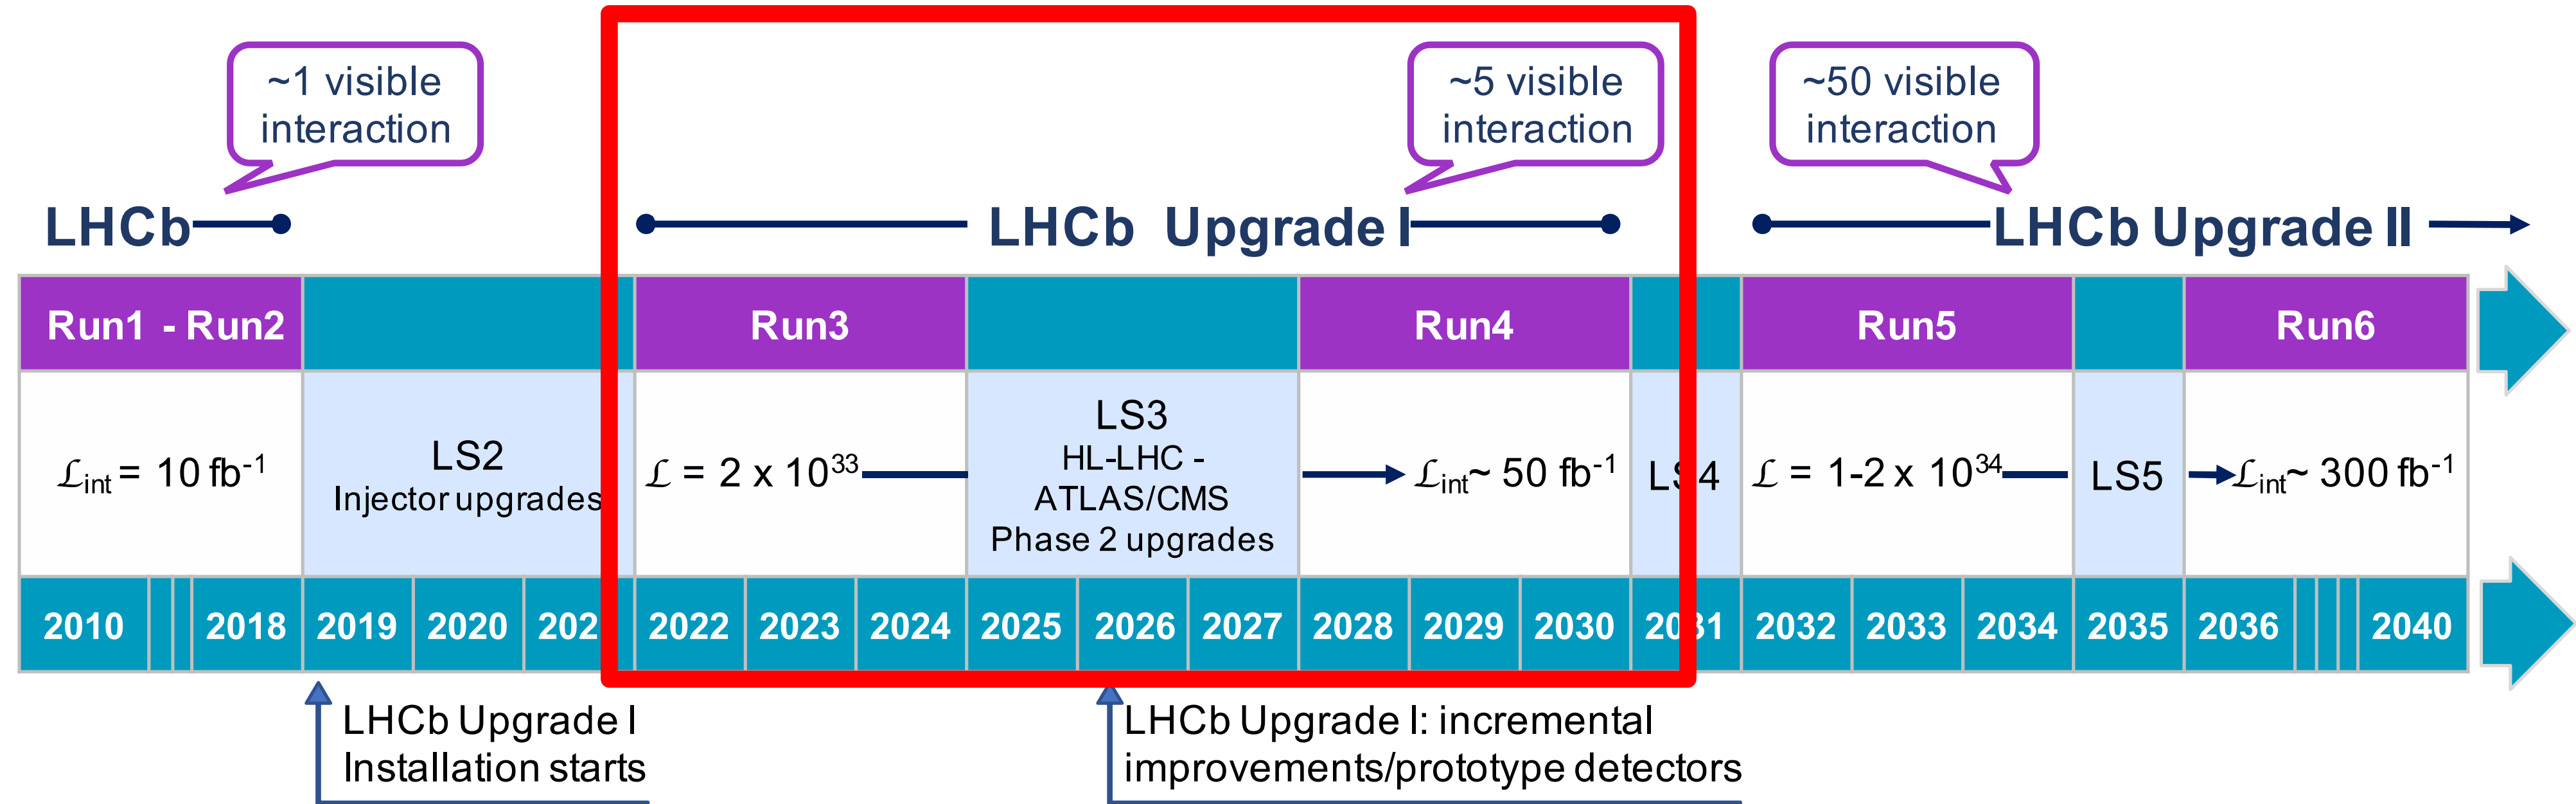 ~1 visible
interaction
~5 visible
interaction
~50 visible
interaction
LHCb
LHCb Upgrade I
LHCb Upgrade II
Run1 - Run2
Run3
Run4
Run5
Run6
ℒint = 10 fb-1
LS2
Injector upgrades
ℒ = 2 x 10³³
LS3
HL-LHC -
ATLAS/CMS
Phase 2 upgrades
ℒint~ 50 fb-1
LS4
ℒ = 1-2 x 10³⁴
LS5
ℒint~ 300 fb-1
2010 2018 2019 2020 202 2022 2023 2024 2025 2026 2027 2028 2029 2030 2031 2032 2033 2034 2035 2036 2040
LHCb Upgrade I
Installation starts
LHCb Upgrade I: incremental
improvements/prototype detectors